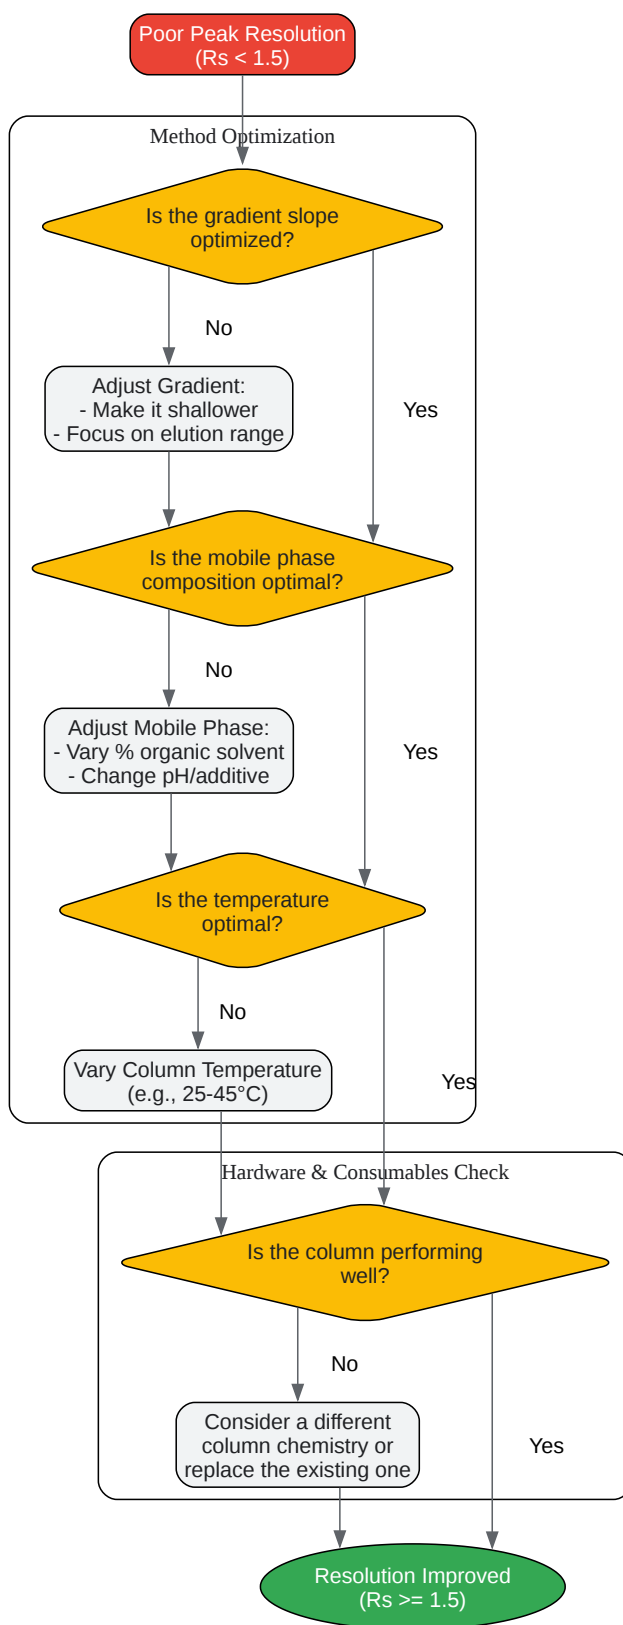 Poor Peak Resolution
(Rs < 1.5)
Method Optimization
Is the gradient slope
optimized?
No
Adjust Gradient:
- Make it shallower
- Focus on elution range
Yes
Is the mobile phase
composition optimal?
No
Adjust Mobile Phase:
- Vary % organic solvent
- Change pH/additive
Yes
Is the temperature
optimal?
No
Vary Column Temperature
(e.g., 25-45°C)
Yes
Hardware & Consumables Check
Is the column performing
well?
No
Consider a different
column chemistry or
replace the existing one
Yes
Resolution Improved
(Rs >= 1.5)